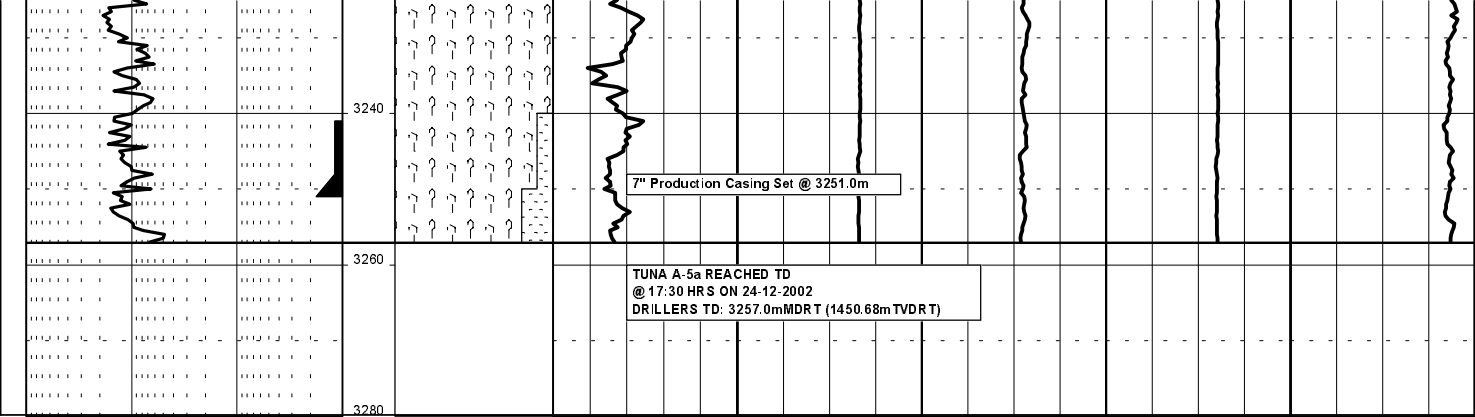 3240
7" Production Casing Set @ 3251.0m
3260
TUNA A-5a REACHED TD
@ 17:30 HRS ON 24-12-2002
DRILLERS TD: 3257.0mMDRT (1450.68mTVDRT)
3280